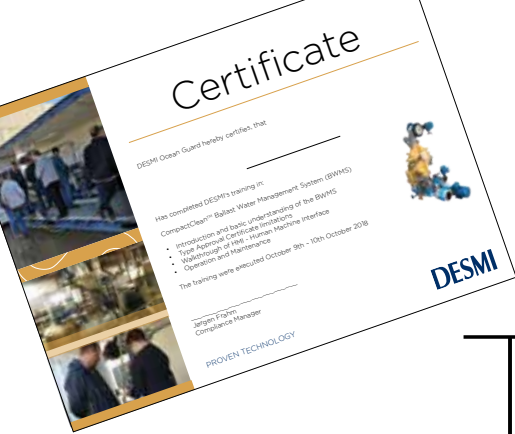 Certificate
DESMI Ocean Guard hereby certifies, that
Has completed DESMI's training in:
CompactClean™ Ballast Water Management System (BWMS)
• Introduction and basic understanding of the BWMS
• Type Approval Certificate limitations
• Walkthrough of HMI - Human Machine Interface
• Operation and Maintenance
The training were executed October 9th - 10th October 2018
Jørgen Frahm
Compliance Manager
PROVEN TECHNOLOGY
DESMI